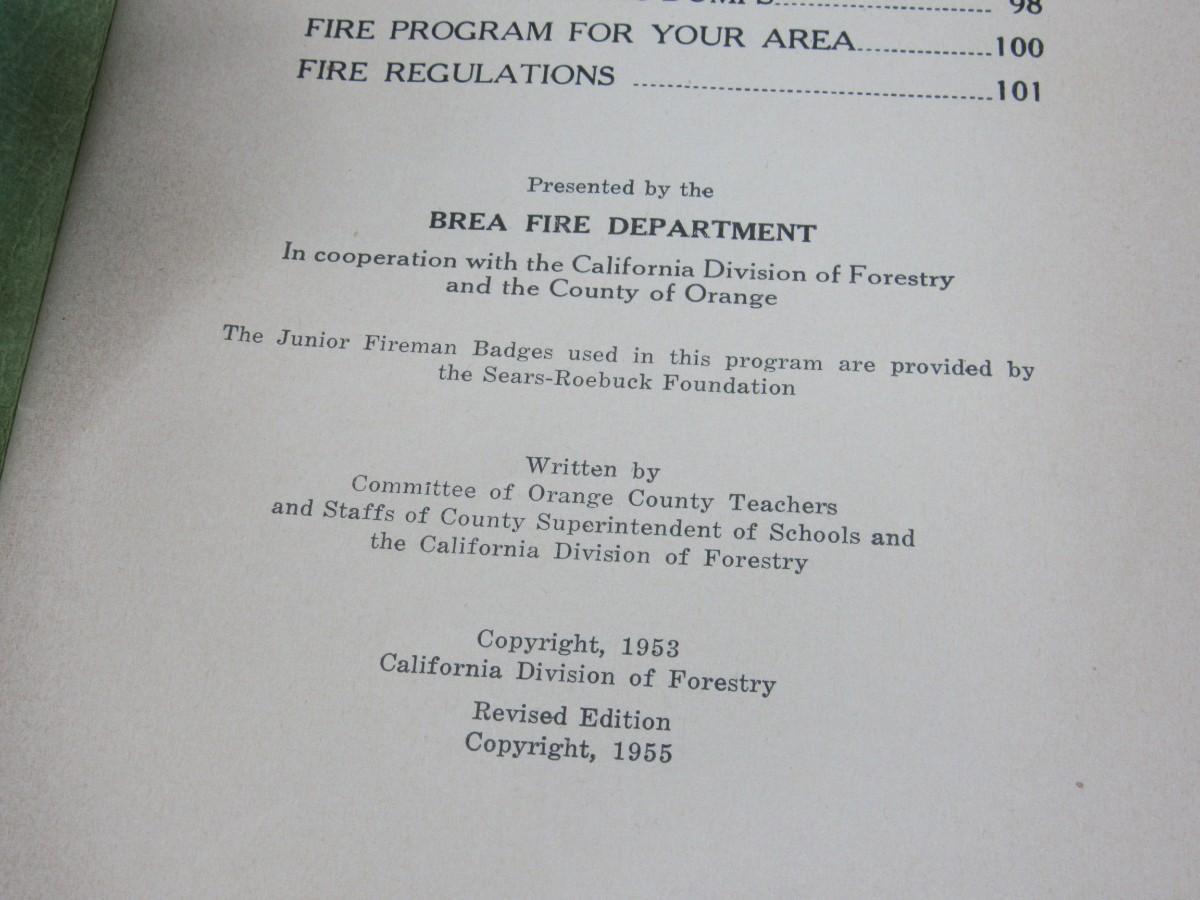 98
FIRE PROGRAM FOR YOUR AREA 100
FIRE REGULATIONS 101
Presented by the
BREA FIRE DEPARTMENT
In cooperation with the California Division of Forestry
and the County of Orange
The Junior Fireman Badges used in this program are provided by
the Sears-Roebuck Foundation
Written by
Committee of Orange County Teachers
and Staffs of County Superintendent of Schools and
the California Division of Forestry
Copyright, 1953
California Division of Forestry
Revised Edition
Copyright, 1955